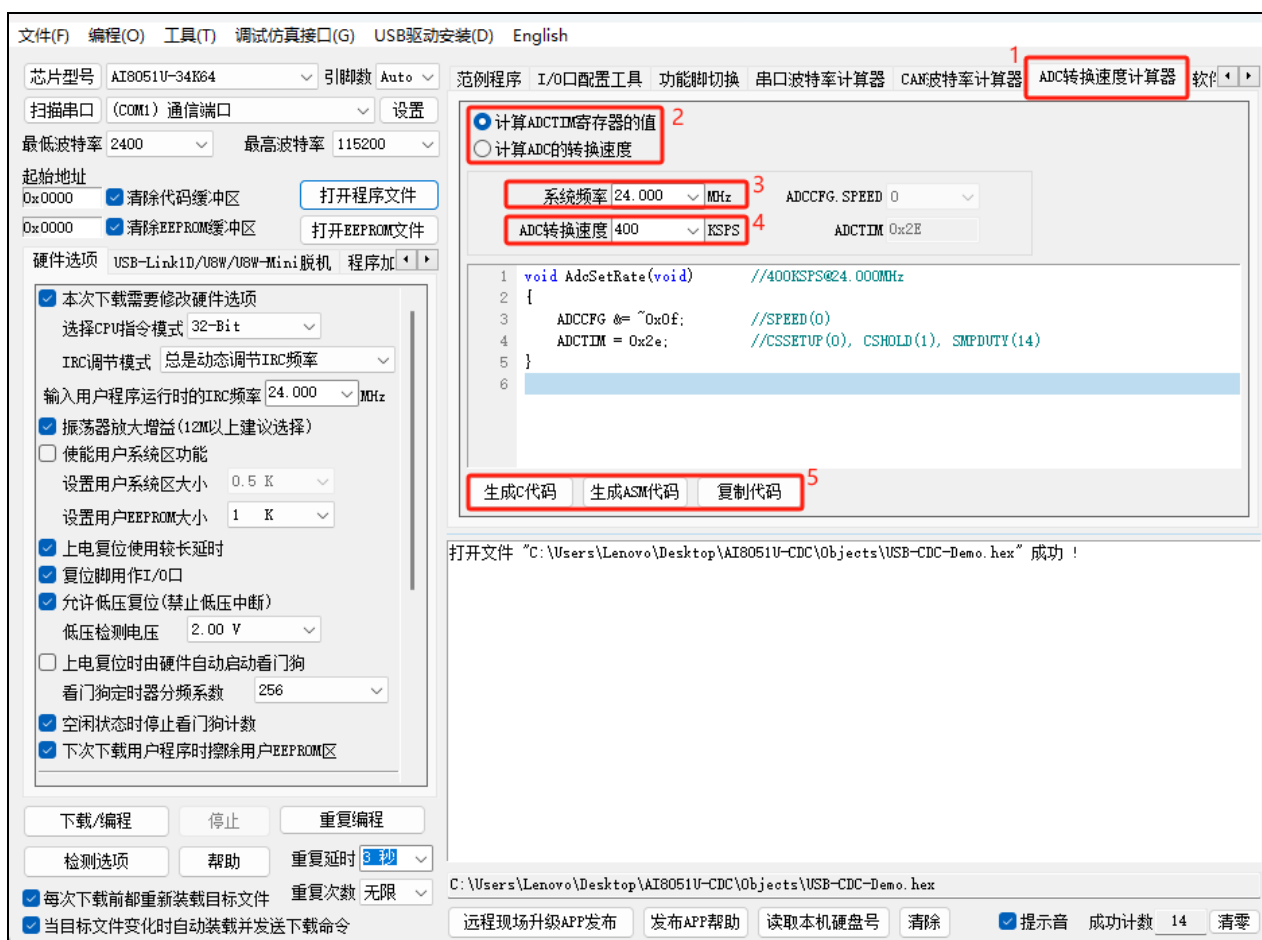 文件(F) 编程(O) 工具(T) 调试仿真接口(G) USB驱动安装(D) English
芯片型号 AI8051U-34K64 引脚数 Auto
扫描串口 (COM1) 通信端口 设置
最低波特率 2400 最高波特率 115200
起始地址
0x0000 清除代码缓冲区 打开程序文件
0x0000 清除EEPROM缓冲区 打开EEPROM文件
硬件选项 USB-Link1D/U8W/U8W-Mini脱机 程序加
本次下载需要修改硬件选项
选择CPU指令模式 32-Bit
IRC调节模式 总是动态调节IRC频率
输入用户程序运行时的IRC频率 24.000 MHz
振荡器放大增益(12M以上建议选择)
使能用户系统区功能
设置用户系统区大小 0.5 K
设置用户EEPROM大小 1 K
上电复位使用较长延时
复位脚用作I/O口
允许低压复位(禁止低压中断)
低压检测电压 2.00 V
上电复位时由硬件自动启动看门狗
看门狗定时器分频系数 256
空闲状态时停止看门狗计数
下次下载用户程序时擦除用户EEPROM区
下载/编程 停止 重复编程
检测选项 帮助 重复延时 3 秒
每次下载前都重新装载目标文件 重复次数 无限
当目标文件变化时自动装载并发送下载命令
1
范例程序 I/O口配置工具 功能脚切换 串口波特率计算器 CAN波特率计算器 ADC转换速度计算器 软件
计算ADCTIM寄存器的值 2
计算ADC的转换速度
系统频率 24.000 MHz 3 ADCCFG.SPEED 0
ADC转换速度 400 KSPS 4 ADCTIM 0x2E
1 void AdcSetRate(void) //400KSPS@24.000MHz
2 {
3 ADCCFG &= ~0x0f; //SPEED(0)
4 ADCTIM = 0x2e; //CSSETUP(0), CSHOLD(1), SMPDUTY(14)
5 }
6
生成C代码 生成ASM代码 复制代码 5
打开文件 "C:\Users\Lenovo\Desktop\AI8051U-CDC\Objects\USB-CDC-Demo.hex" 成功 !
C:\Users\Lenovo\Desktop\AI8051U-CDC\Objects\USB-CDC-Demo.hex
远程现场升级APP发布 发布APP帮助 读取本机硬盘号 清除 提示音 成功计数 14 清零